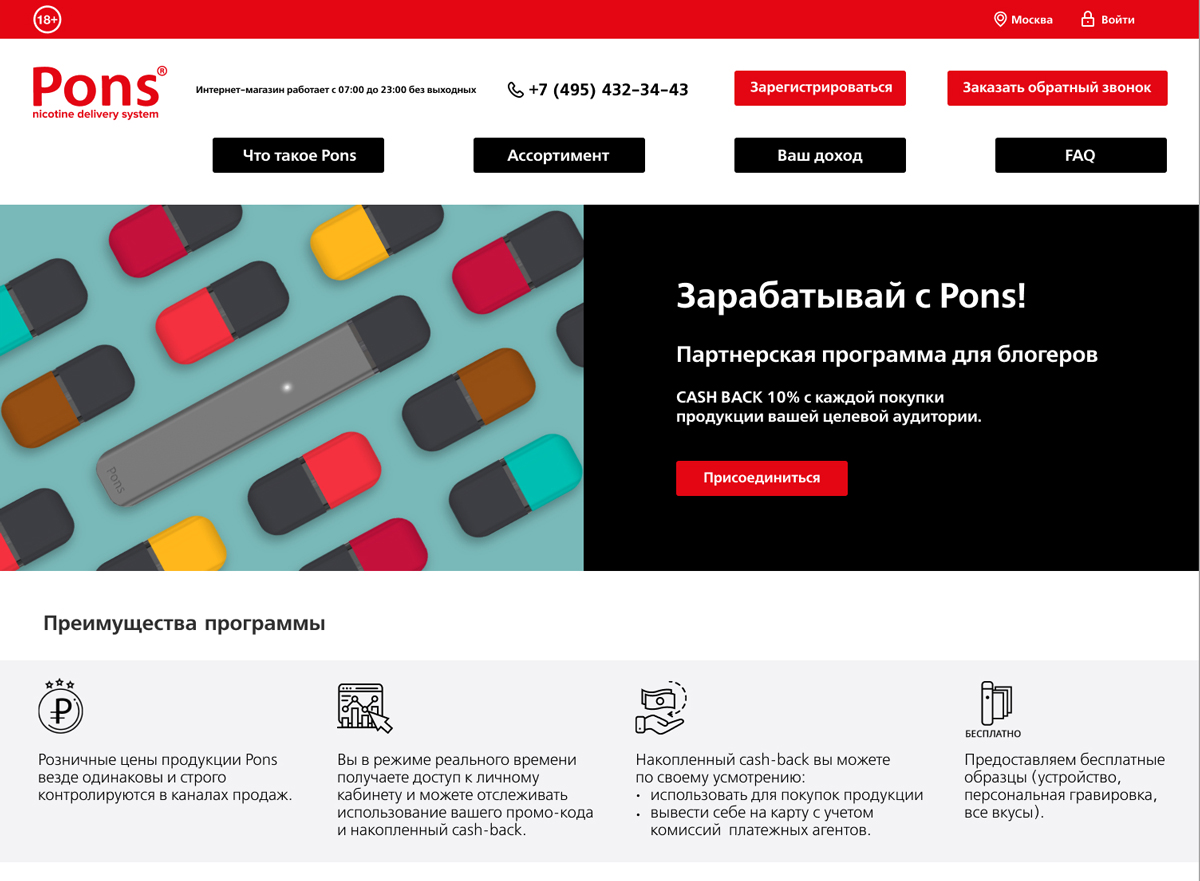 18+
Москва
Войти
Pons®
nicotine delivery system
Интернет-магазин работает с 07:00 до 23:00 без выходных
+7 (495) 432-34-43
Зарегистрироваться
Заказать обратный звонок
Что такое Pons
Ассортимент
Ваш доход
FAQ
Pons
Зарабатывай с Pons!
Партнерская программа для блогеров
CASH BACK 10% с каждой покупки
продукции вашей целевой аудитории.
Присоединиться
Преимущества программы
Розничные цены продукции Pons
везде одинаковы и строго
контролируются в каналах продаж.
Вы в режиме реального времени
получаете доступ к личному
кабинету и можете отслеживать
использование вашего промо-кода
и накопленный cash-back.
Накопленный cash-back вы можете
по своему усмотрению:
• использовать для покупок продукции
• вывести себе на карту с учетом
комиссий платежных агентов.
БЕСПЛАТНО
Предоставляем бесплатные
образцы (устройство,
персональная гравировка,
все вкусы).